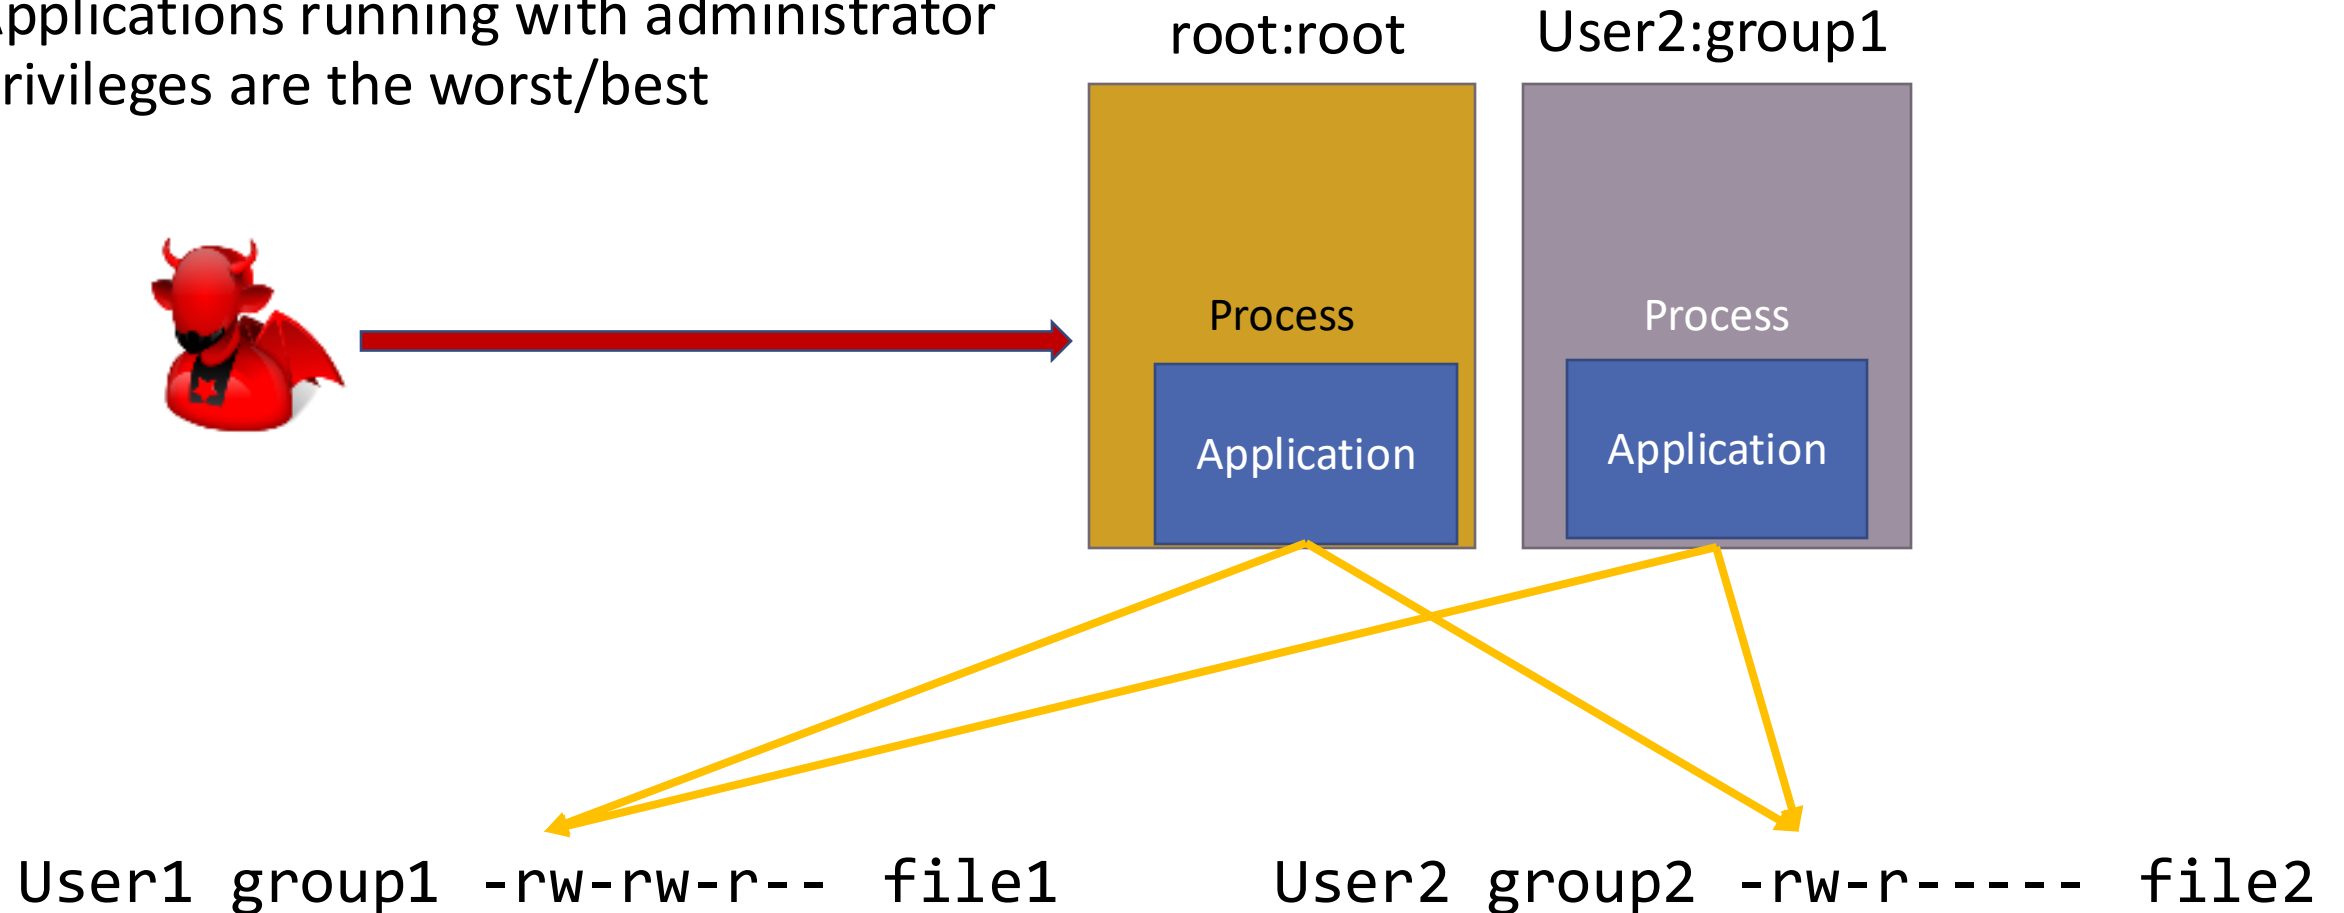 Applications running with administrator
rivileges are the worst/best
root:root
User2:group1
Process
Process
Application
Application
User1 group1 -rw-rw-r-- file1
User2 group2 -rw-r----- file2